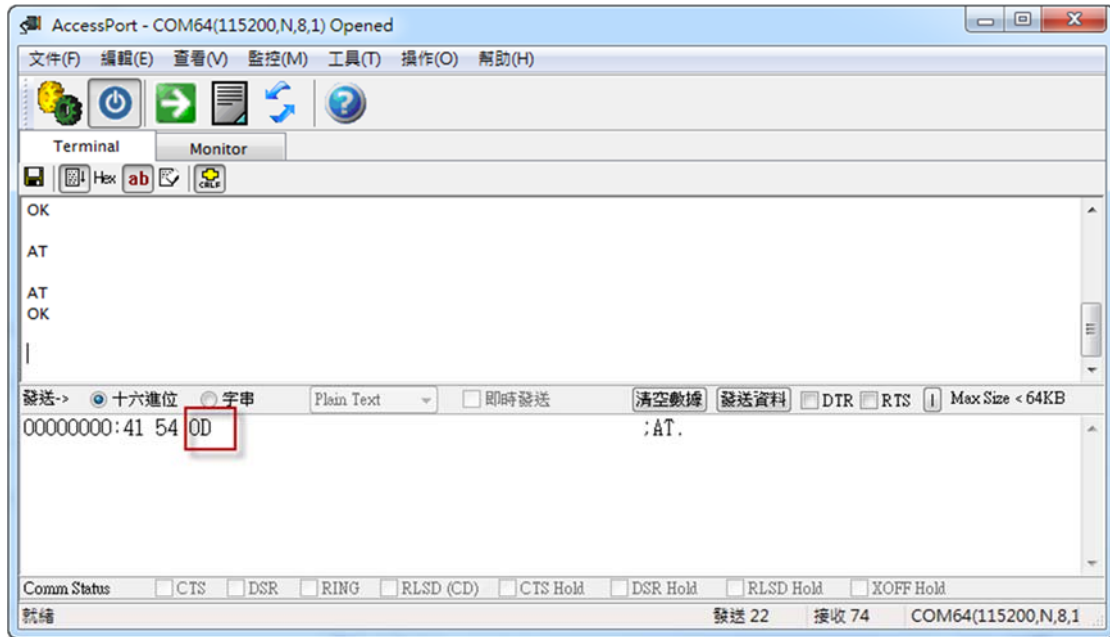 AccessPort - COM64(115200,N,8,1) Opened
文件(F) 編輯(E) 查看(V) 監控(M) 工具(T) 操作(O) 幫助(H)
Terminal Monitor
Hex ab CRLF
OK
AT
AT
OK
發送-> 十六進位 字串 Plain Text 即時發送 清空數據 發送資料 DTR RTS Max Size < 64KB
00000000:41 54 0D ;AT.
Comm Status CTS DSR RING RLSD (CD) CTS Hold DSR Hold RLSD Hold XOFF Hold
就緒 發送 22 接收 74 COM64(115200,N,8,1